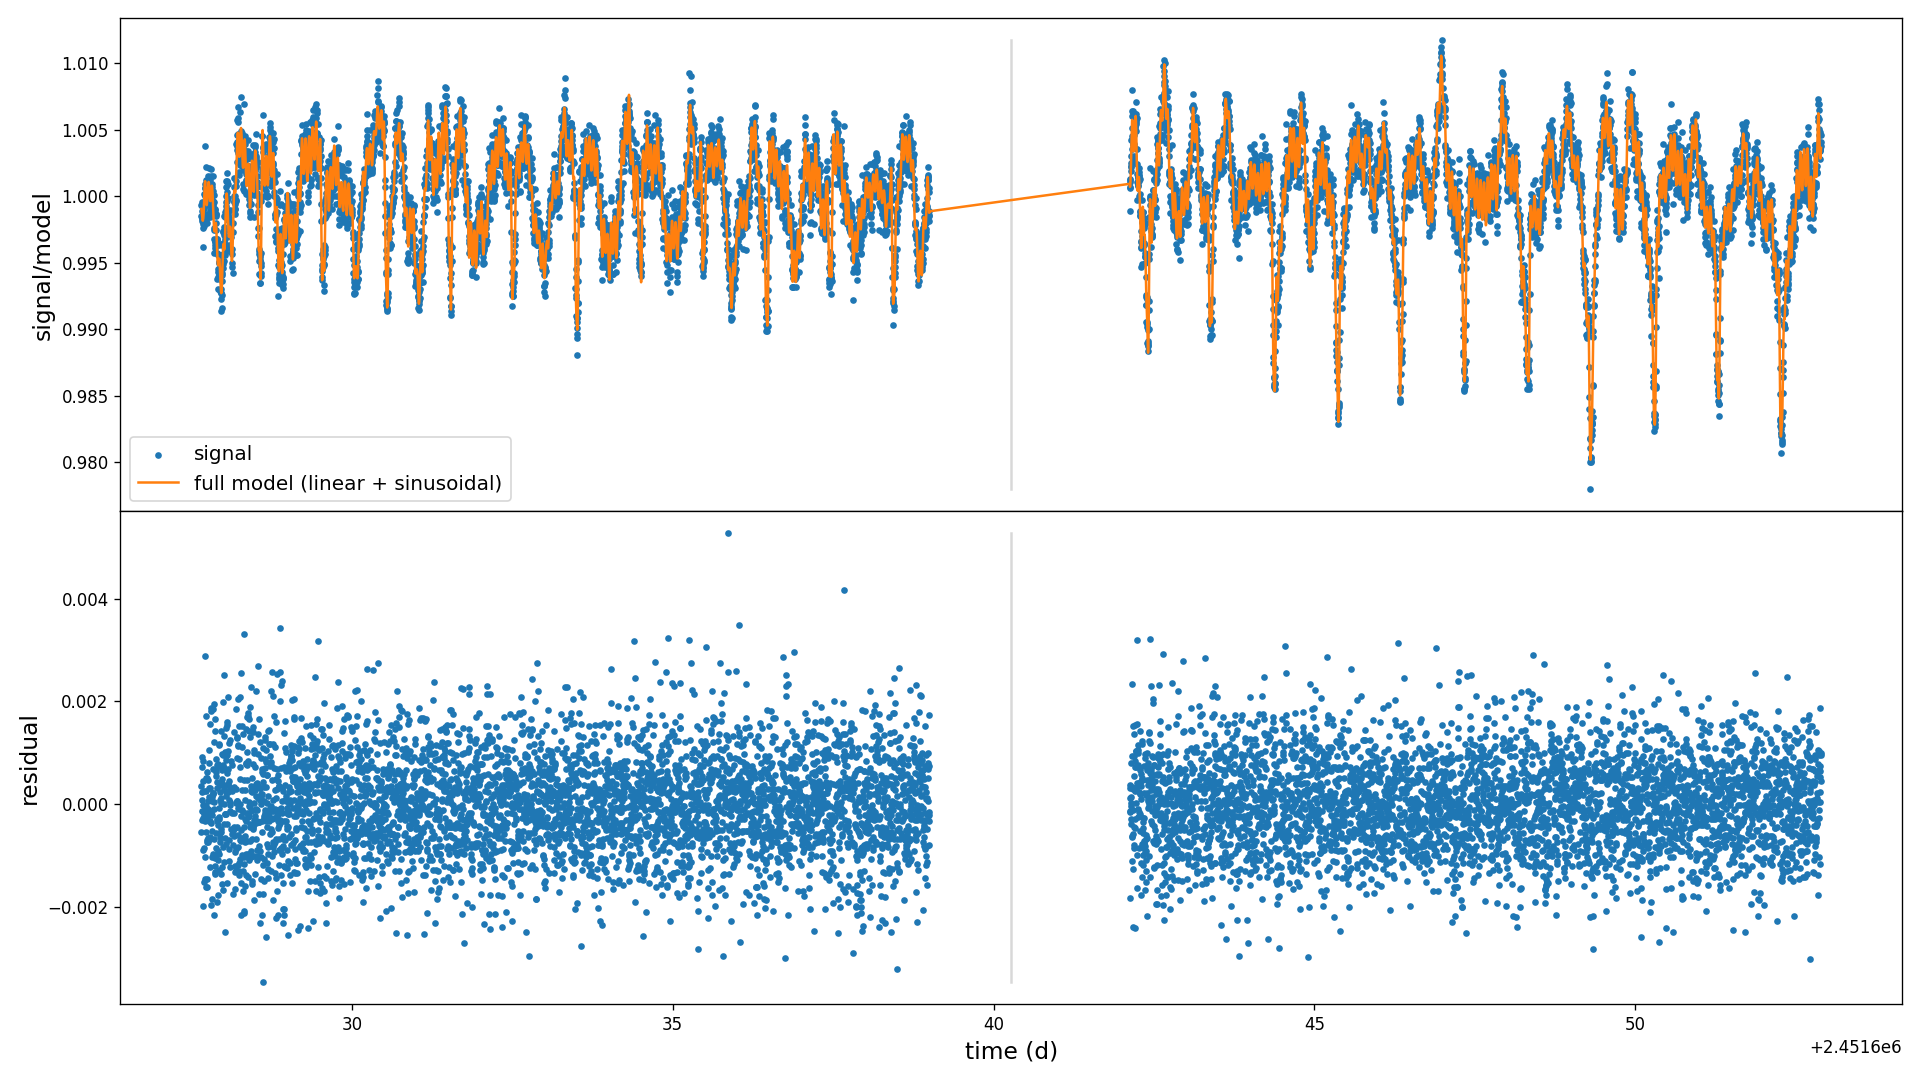 signal/model
1.010
1.005
1.000
0.995
0.990
0.985
0.980
signal
full model (linear + sinusoidal)
residual
0.004
0.002
0.000
−0.002
30
35
40
45
50
time (d)
+2.4516e6